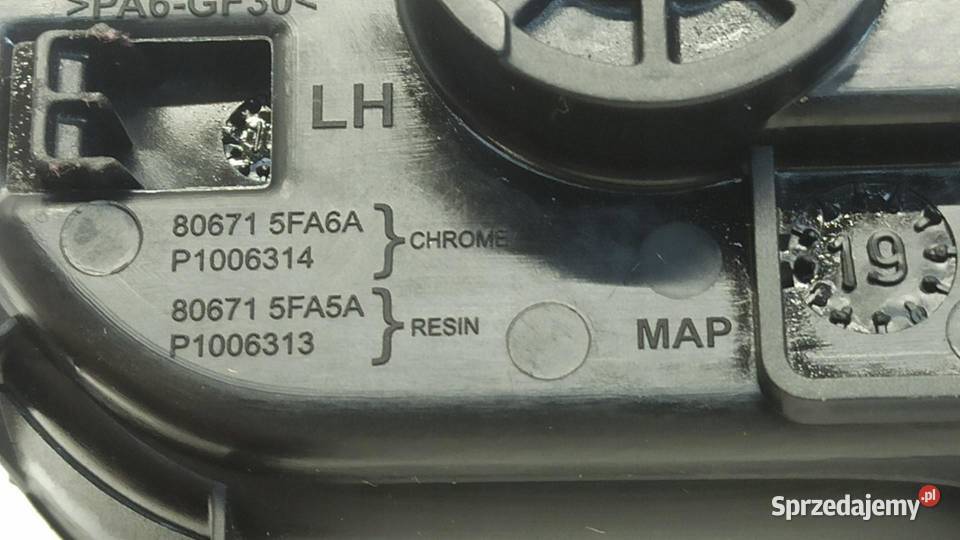 >PA6-GF30<
LH
80671 5FA6A
P1006314
CHROME
80671 5FA5A
P1006313
RESIN
MAP
19
Sprzedajemy.pl